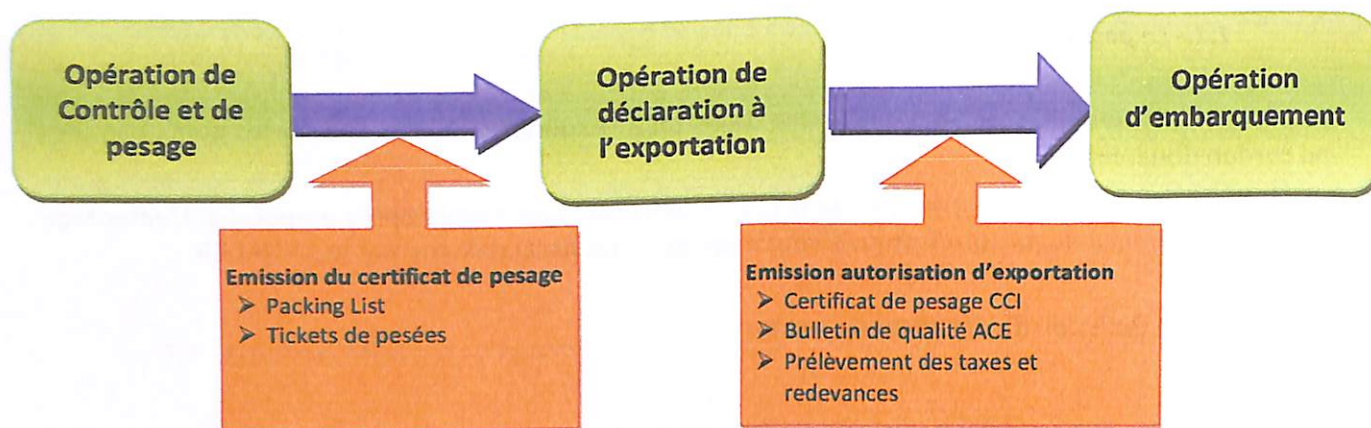 Opération de
Contrôle et de
pesage
Opération de
déclaration à
l'exportation
Opération
d'embarquement
Emission du certificat de pesage
➢ Packing List
➢ Tickets de pesées
Emission autorisation d'exportation
➢ Certificat de pesage CCI
➢ Bulletin de qualité ACE
➢ Prélèvement des taxes et
redevances